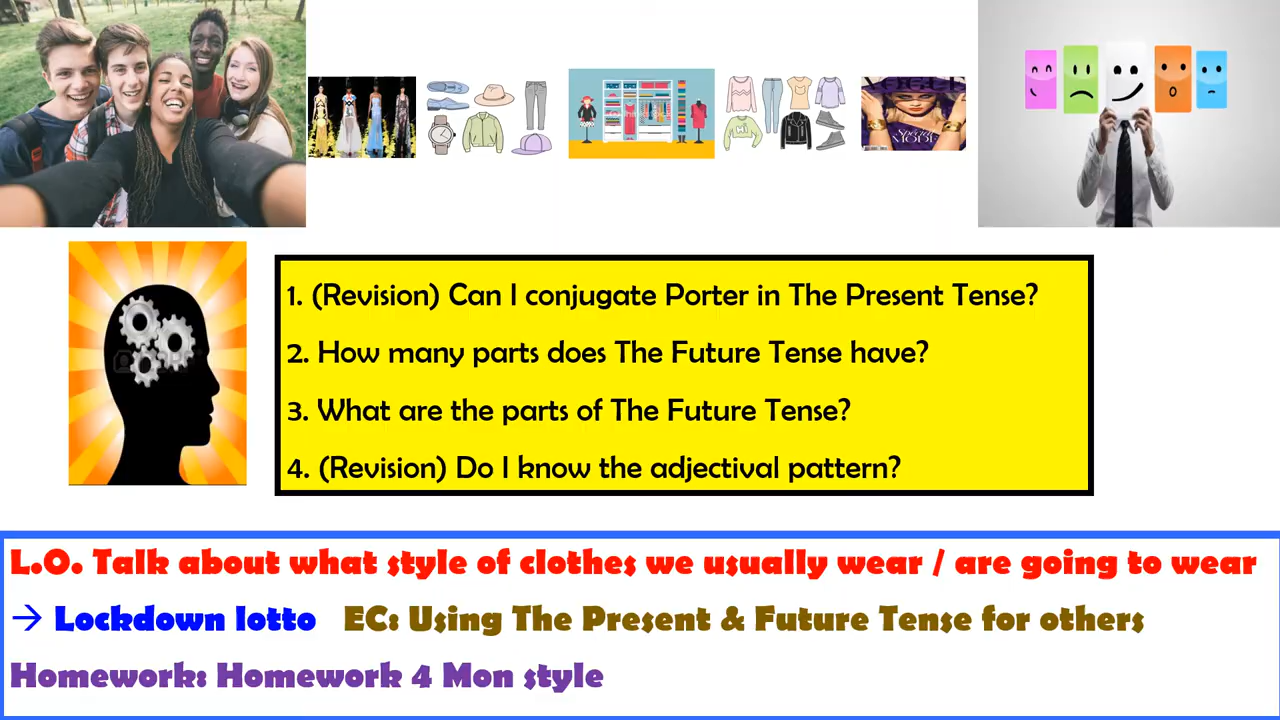 VOGUE
Spécial
MODE
1. (Revision) Can I conjugate Porter in The Present Tense?
2. How many parts does The Future Tense have?
3. What are the parts of The Future Tense?
4. (Revision) Do I know the adjectival pattern?
L.O. Talk about what style of clothes we usually wear / are going to wear
→ Lockdown lotto EC: Using The Present & Future Tense for others
Homework: Homework 4 Mon style